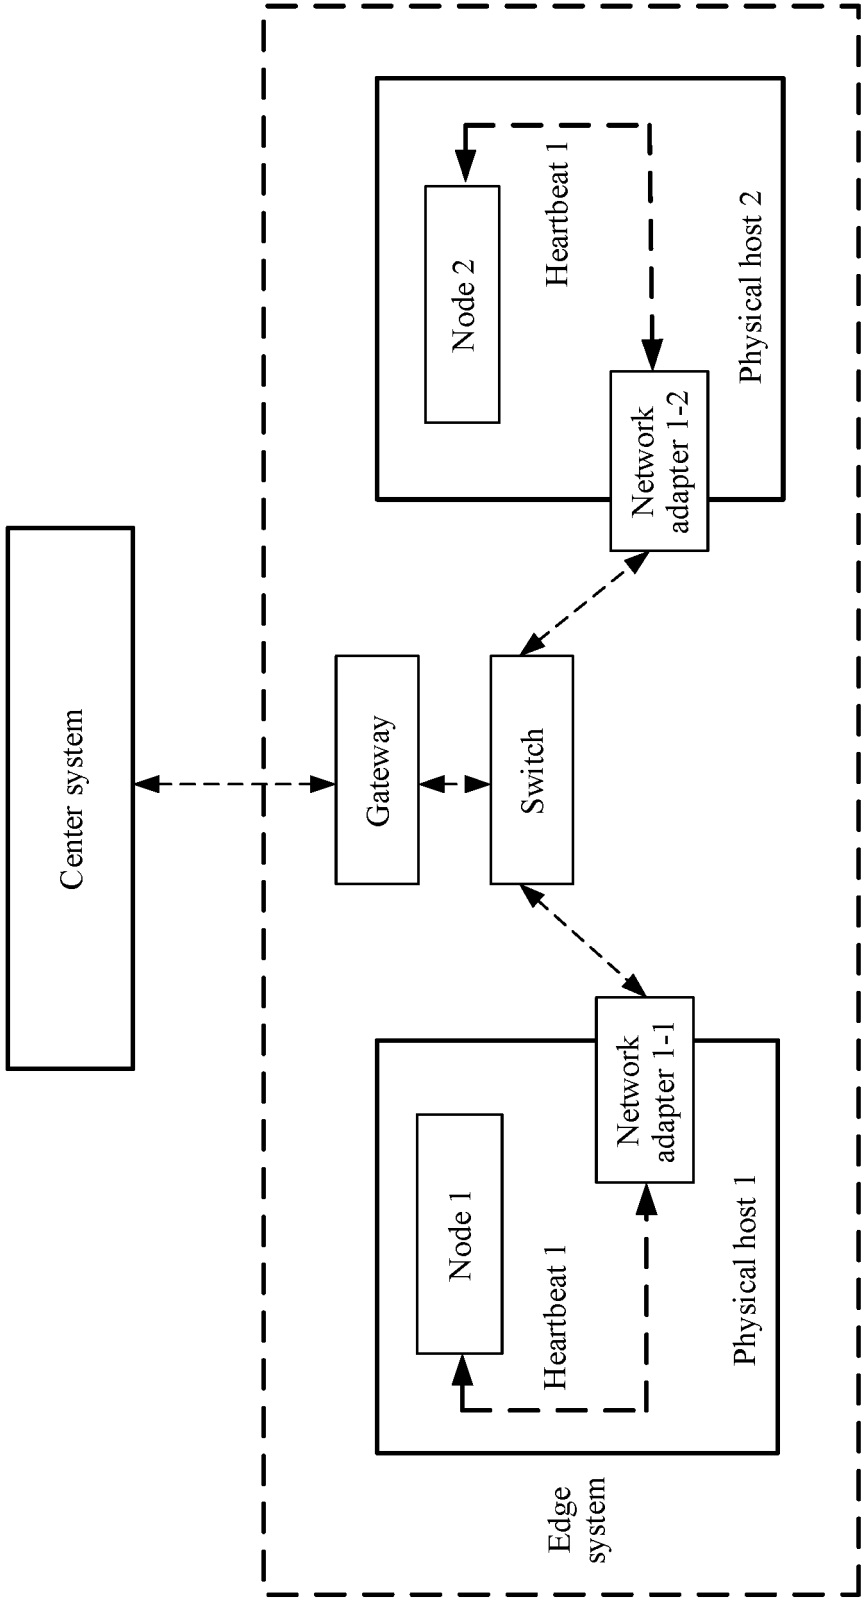 Center system
Gateway
Switch
Node 1
Heartbeat 1
Network
adapter 1-1
Physical host 1
Node 2
Heartbeat 1
Network
adapter 1-2
Physical host 2
Edge
system